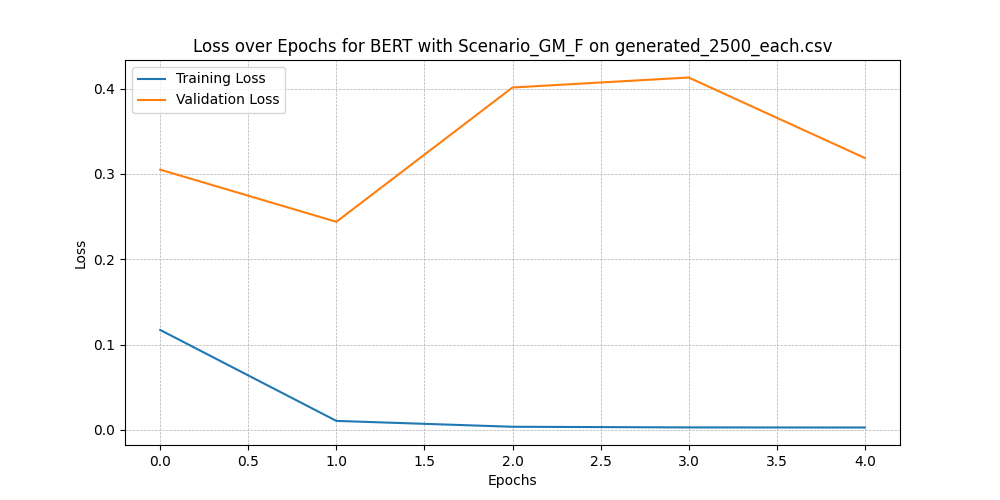 Loss over Epochs for BERT with Scenario_GM_F on generated_2500_each.csv
Training Loss
Validation Loss
0.4
0.3
0.2
0.1
0.0
Loss
0.0 0.5 1.0 1.5 2.0 2.5 3.0 3.5 4.0
Epochs